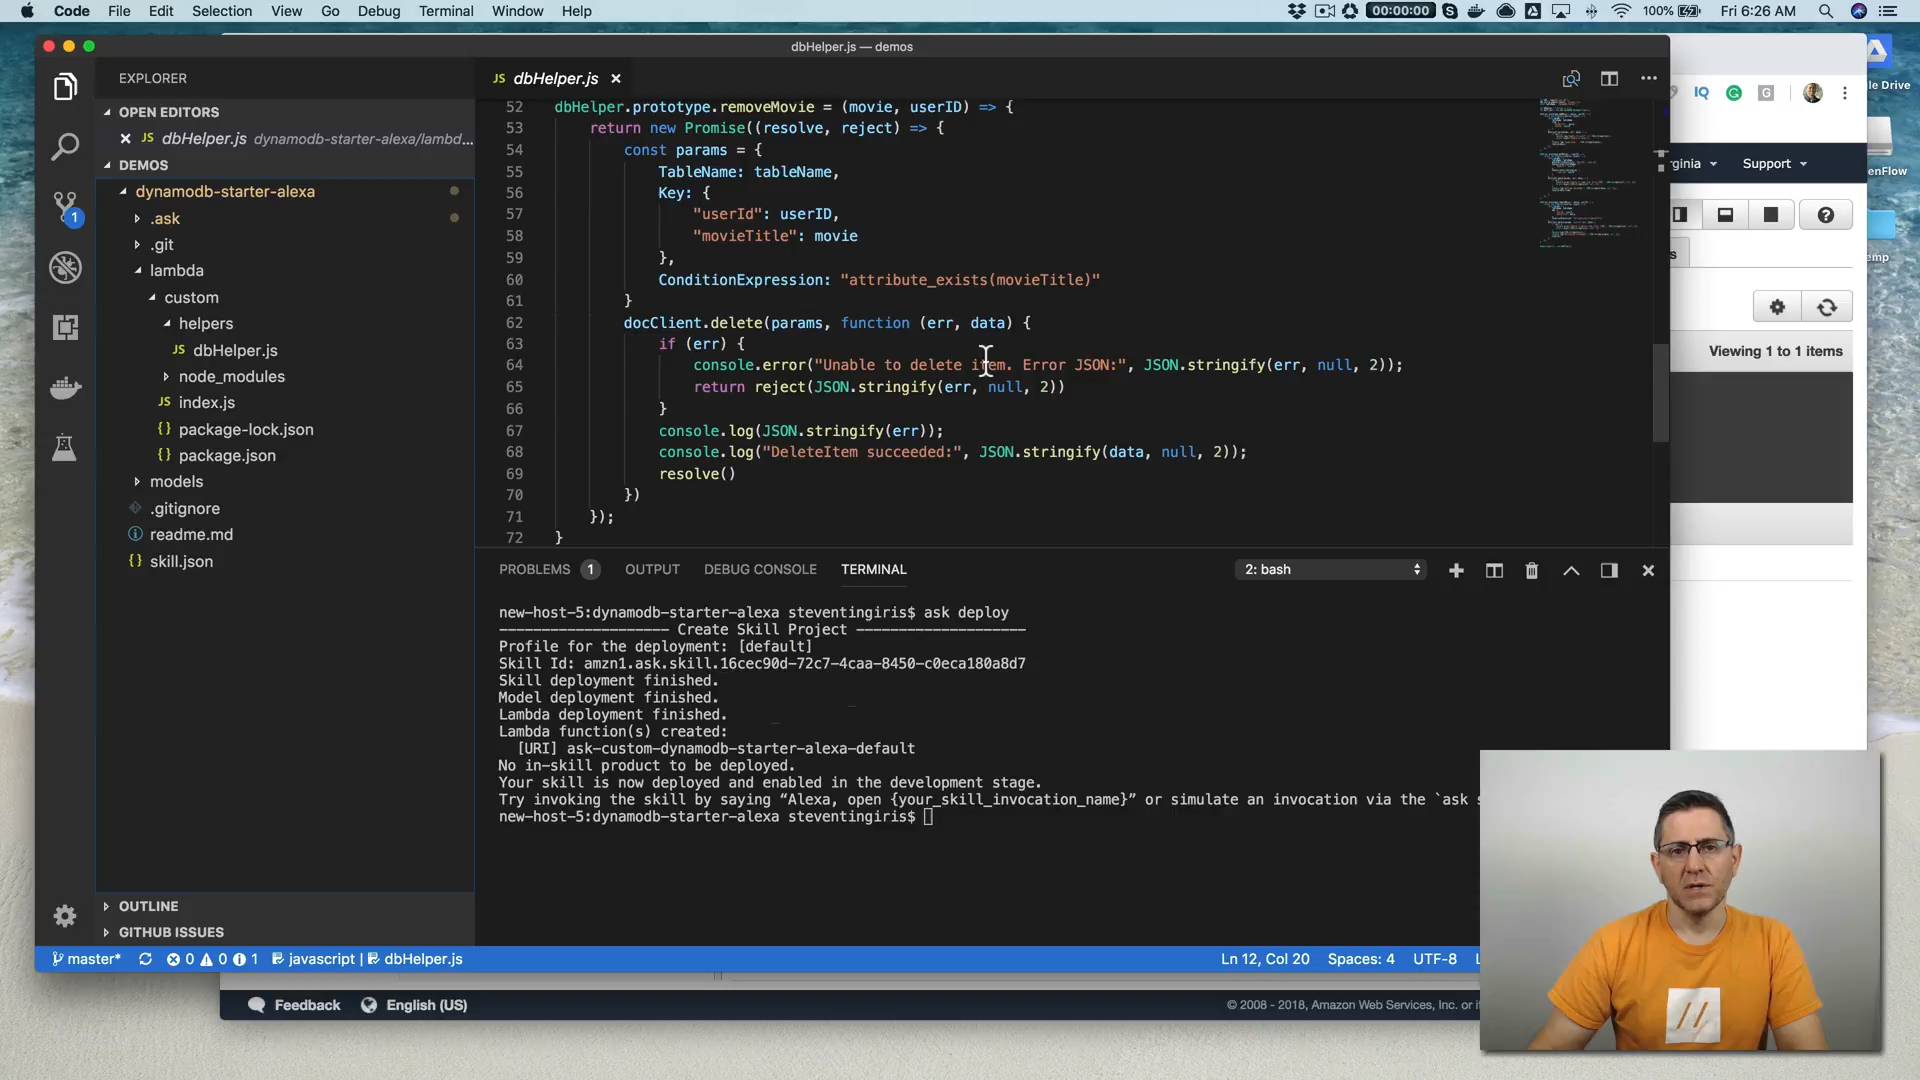 Code File Edit Selection View Go Debug Terminal Window Help
00:00:00
100%
Fri 6:26 AM
dbHelper.js — demos
EXPLORER
OPEN EDITORS
JS dbHelper.js dynamodb-starter-alexa/lambd...
DEMOS
dynamodb-starter-alexa
.ask
.git
lambda
custom
helpers
JS dbHelper.js
node_modules
JS index.js
{} package-lock.json
{} package.json
models
.gitignore
readme.md
{} skill.json
OUTLINE
GITHUB ISSUES
1
JS dbHelper.js
52 dbHelper.prototype.removeMovie = (movie, userID) => {
53 return new Promise((resolve, reject) => {
54 const params = {
55 TableName: tableName,
56 Key: {
57 "userId": userID,
58 "movieTitle": movie
59 },
60 ConditionExpression: "attribute_exists(movieTitle)"
61 }
62 docClient.delete(params, function (err, data) {
63 if (err) {
64 console.error("Unable to delete item. Error JSON:", JSON.stringify(err, null, 2));
65 return reject(JSON.stringify(err, null, 2))
66 }
67 console.log(JSON.stringify(err));
68 console.log("DeleteItem succeeded:", JSON.stringify(data, null, 2));
69 resolve()
70 })
71 });
72 }
PROBLEMS 1 OUTPUT DEBUG CONSOLE TERMINAL
2: bash
new-host-5:dynamodb-starter-alexa steventingiris$ ask deploy
-------------------- Create Skill Project --------------------
Profile for the deployment: [default]
Skill Id: amzn1.ask.skill.16cec90d-72c7-4caa-8450-c0eca180a8d7
Skill deployment finished.
Model deployment finished.
Lambda deployment finished.
Lambda function(s) created:
[URI] ask-custom-dynamodb-starter-alexa-default
No in-skill product to be deployed.
Your skill is now deployed and enabled in the development stage.
Try invoking the skill by saying “Alexa, open {your_skill_invocation_name}” or simulate an invocation via the `ask s
new-host-5:dynamodb-starter-alexa steventingiris$
master* 0 0 1 javascript | dbHelper.js
Ln 12, Col 20 Spaces: 4 UTF-8
IQ G G
le Drive
rginia Support
enFlow
emp
s
Viewing 1 to 1 items
Feedback English (US)
© 2008 - 2018, Amazon Web Services, Inc. or it
//